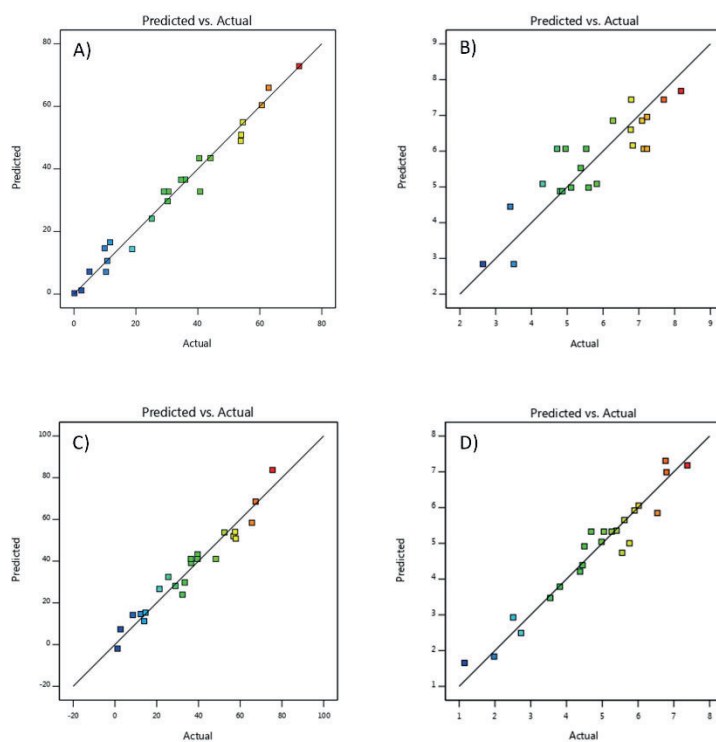 Predicted vs. Actual
A)
80
60
40
20
0
Predicted
0 20 40 60 80
Actual
Predicted vs. Actual
B)
9
8
7
6
5
4
3
2
Predicted
2 3 4 5 6 7 8 9
Actual
Predicted vs. Actual
C)
100
80
60
40
20
0
-20
Predicted
-20 0 20 40 60 80 100
Actual
Predicted vs. Actual
D)
8
7
6
5
4
3
2
1
Predicted
1 2 3 4 5 6 7 8
Actual